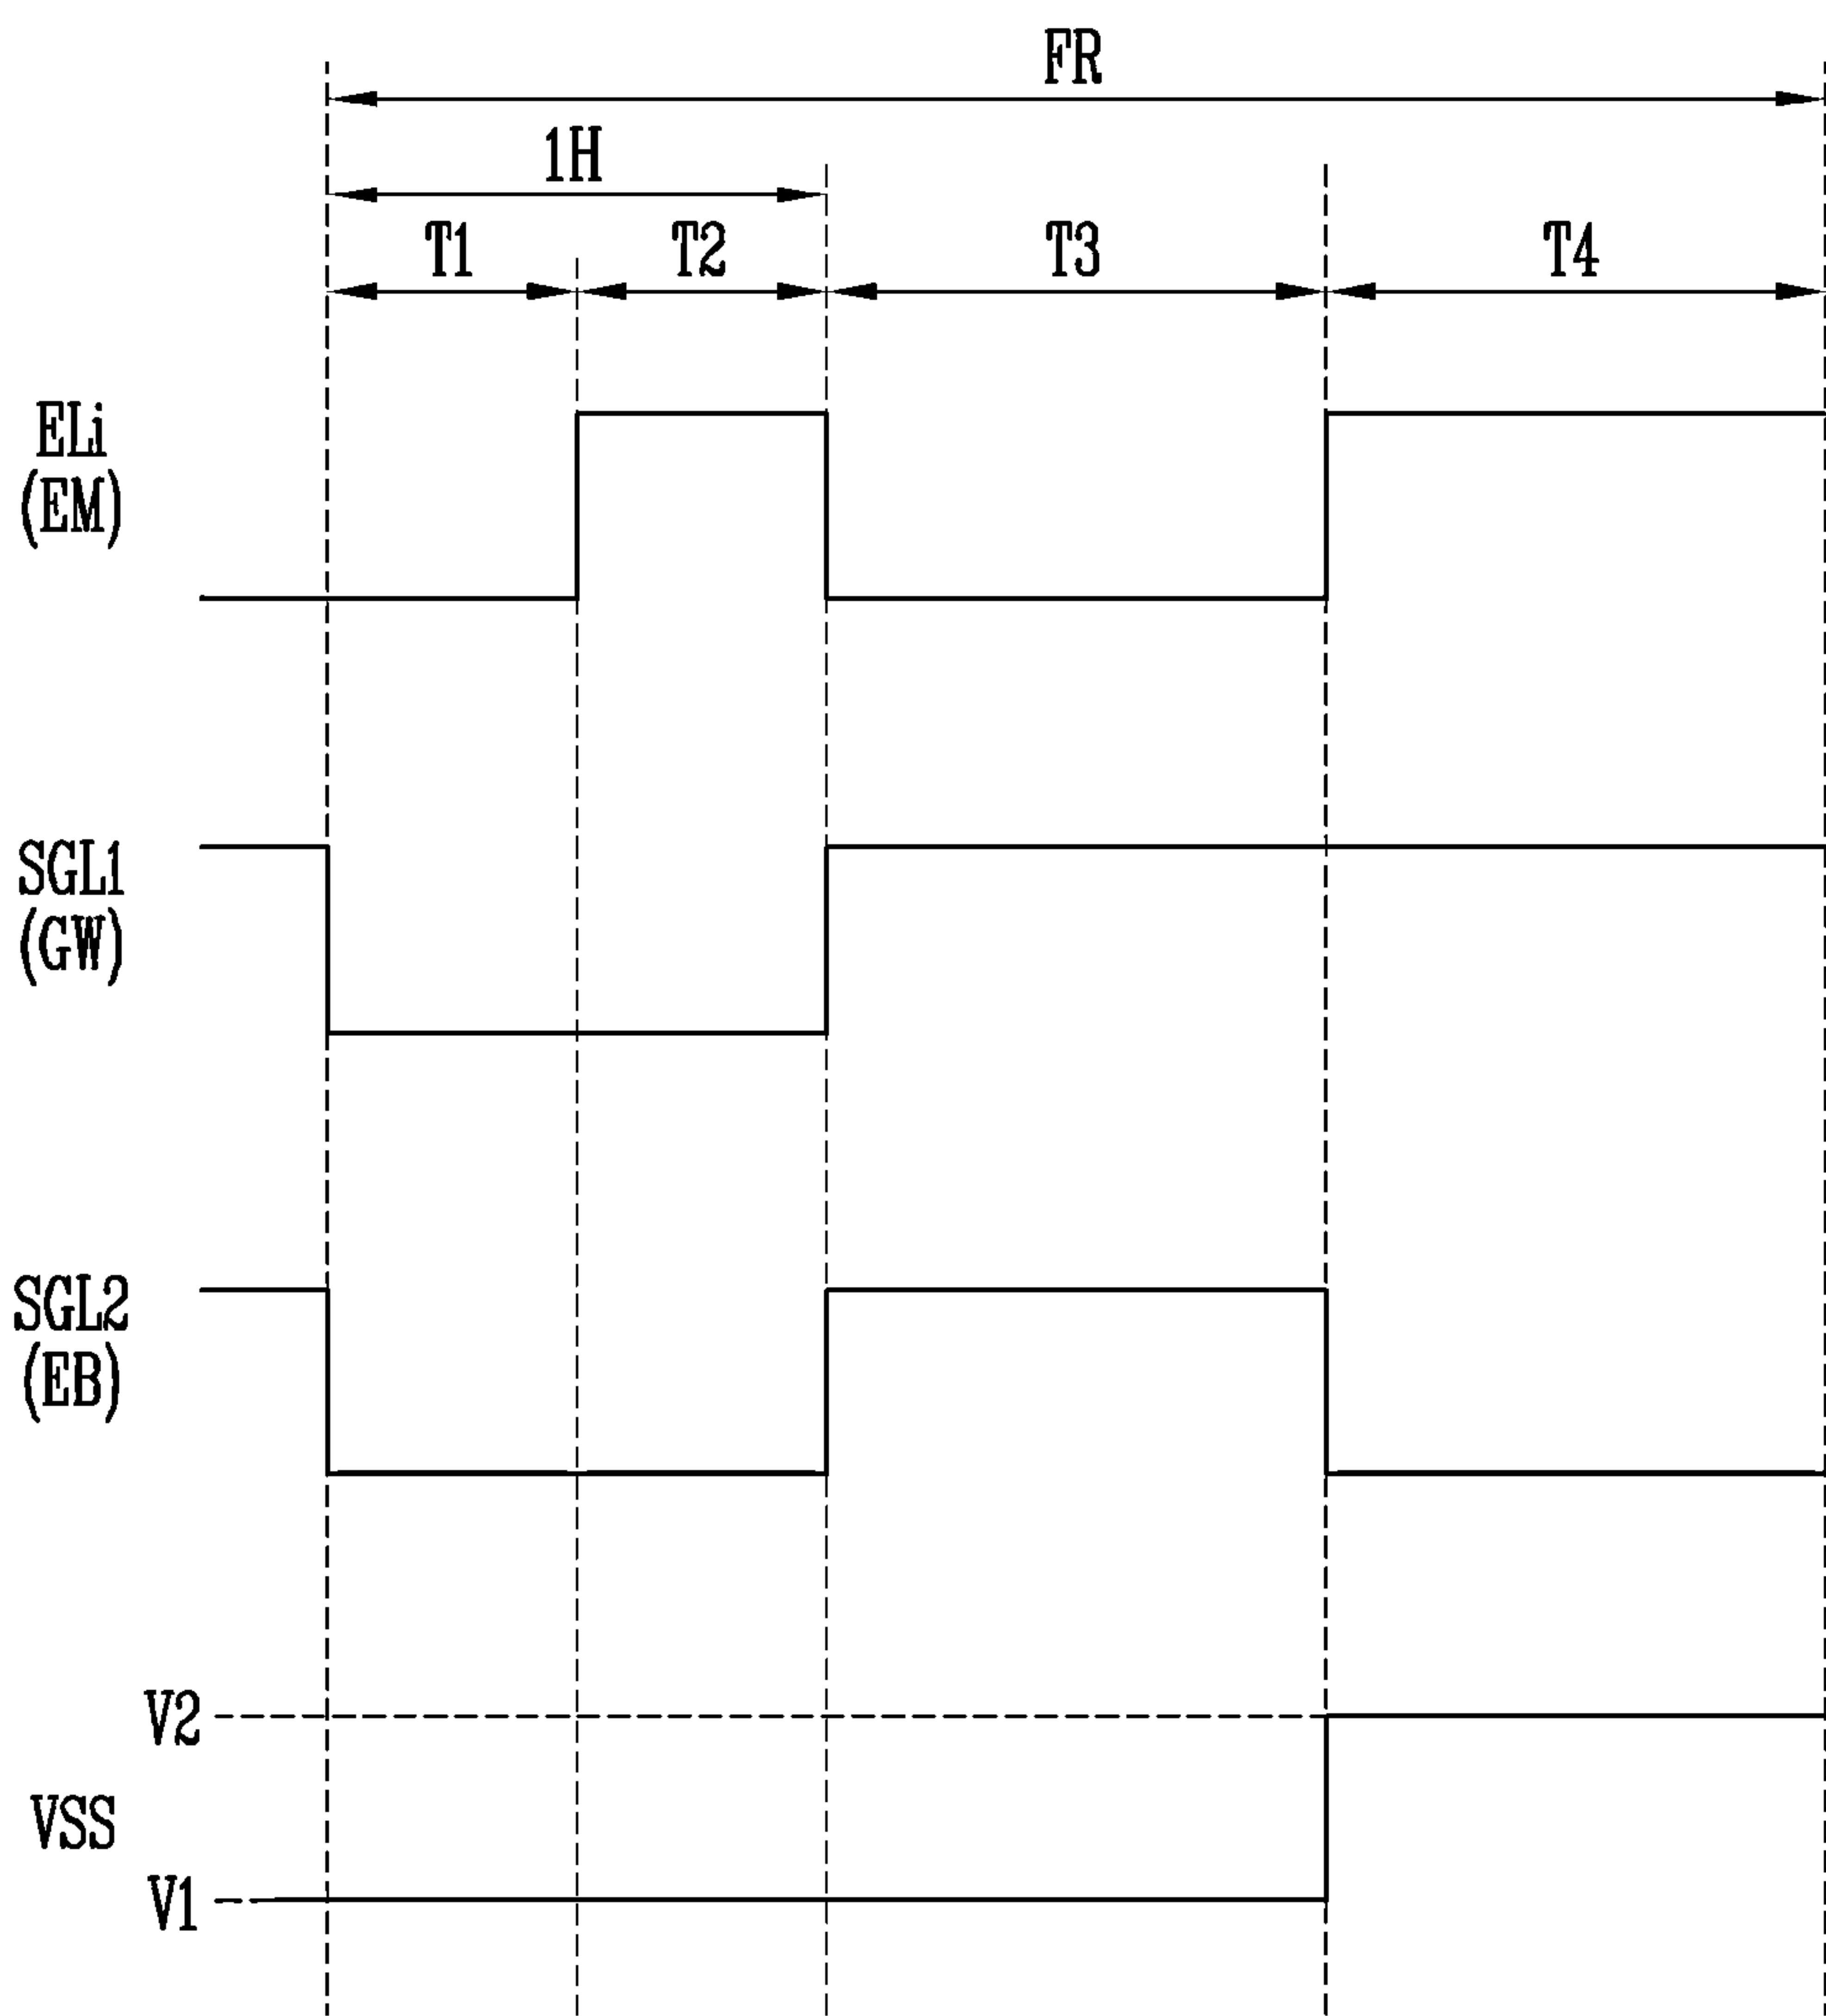 FR
1H
T1 T2 T3 T4
ELi
(EM)
SGL1
(GW)
SGL2
(EB)
V2
VSS
V1